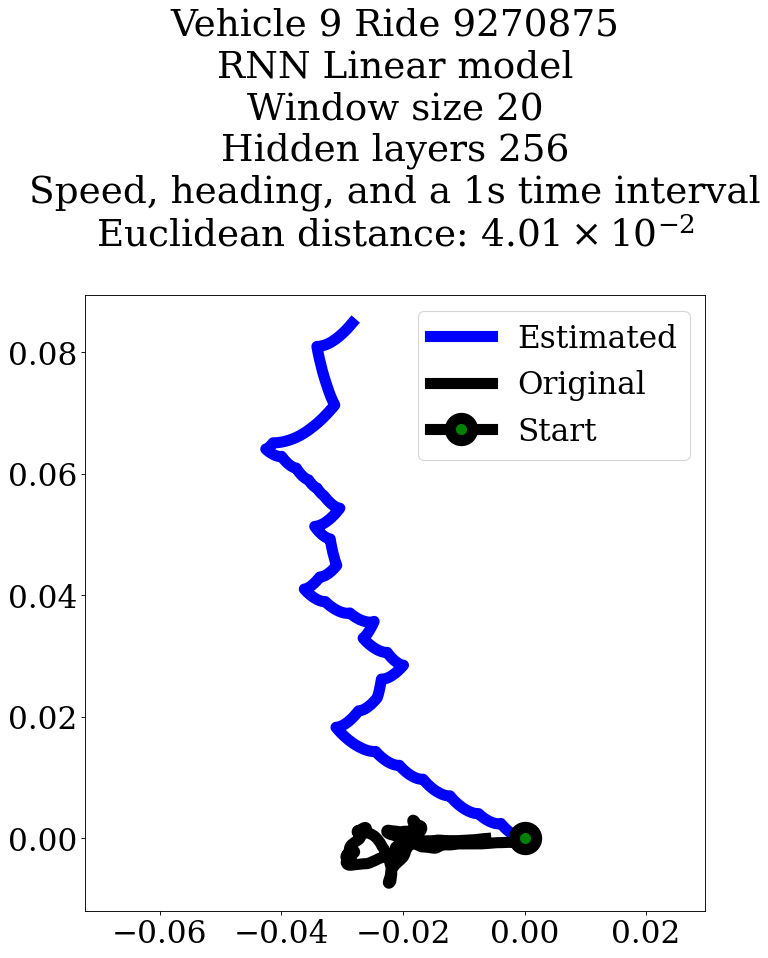 Vehicle 9 Ride 9270875
RNN Linear model
Window size 20
Hidden layers 256
Speed, heading, and a 1s time interval
Euclidean distance: 4.01 × 10⁻²
Estimated
Original
Start
0.08
0.06
0.04
0.02
0.00
−0.06 −0.04 −0.02 0.00 0.02